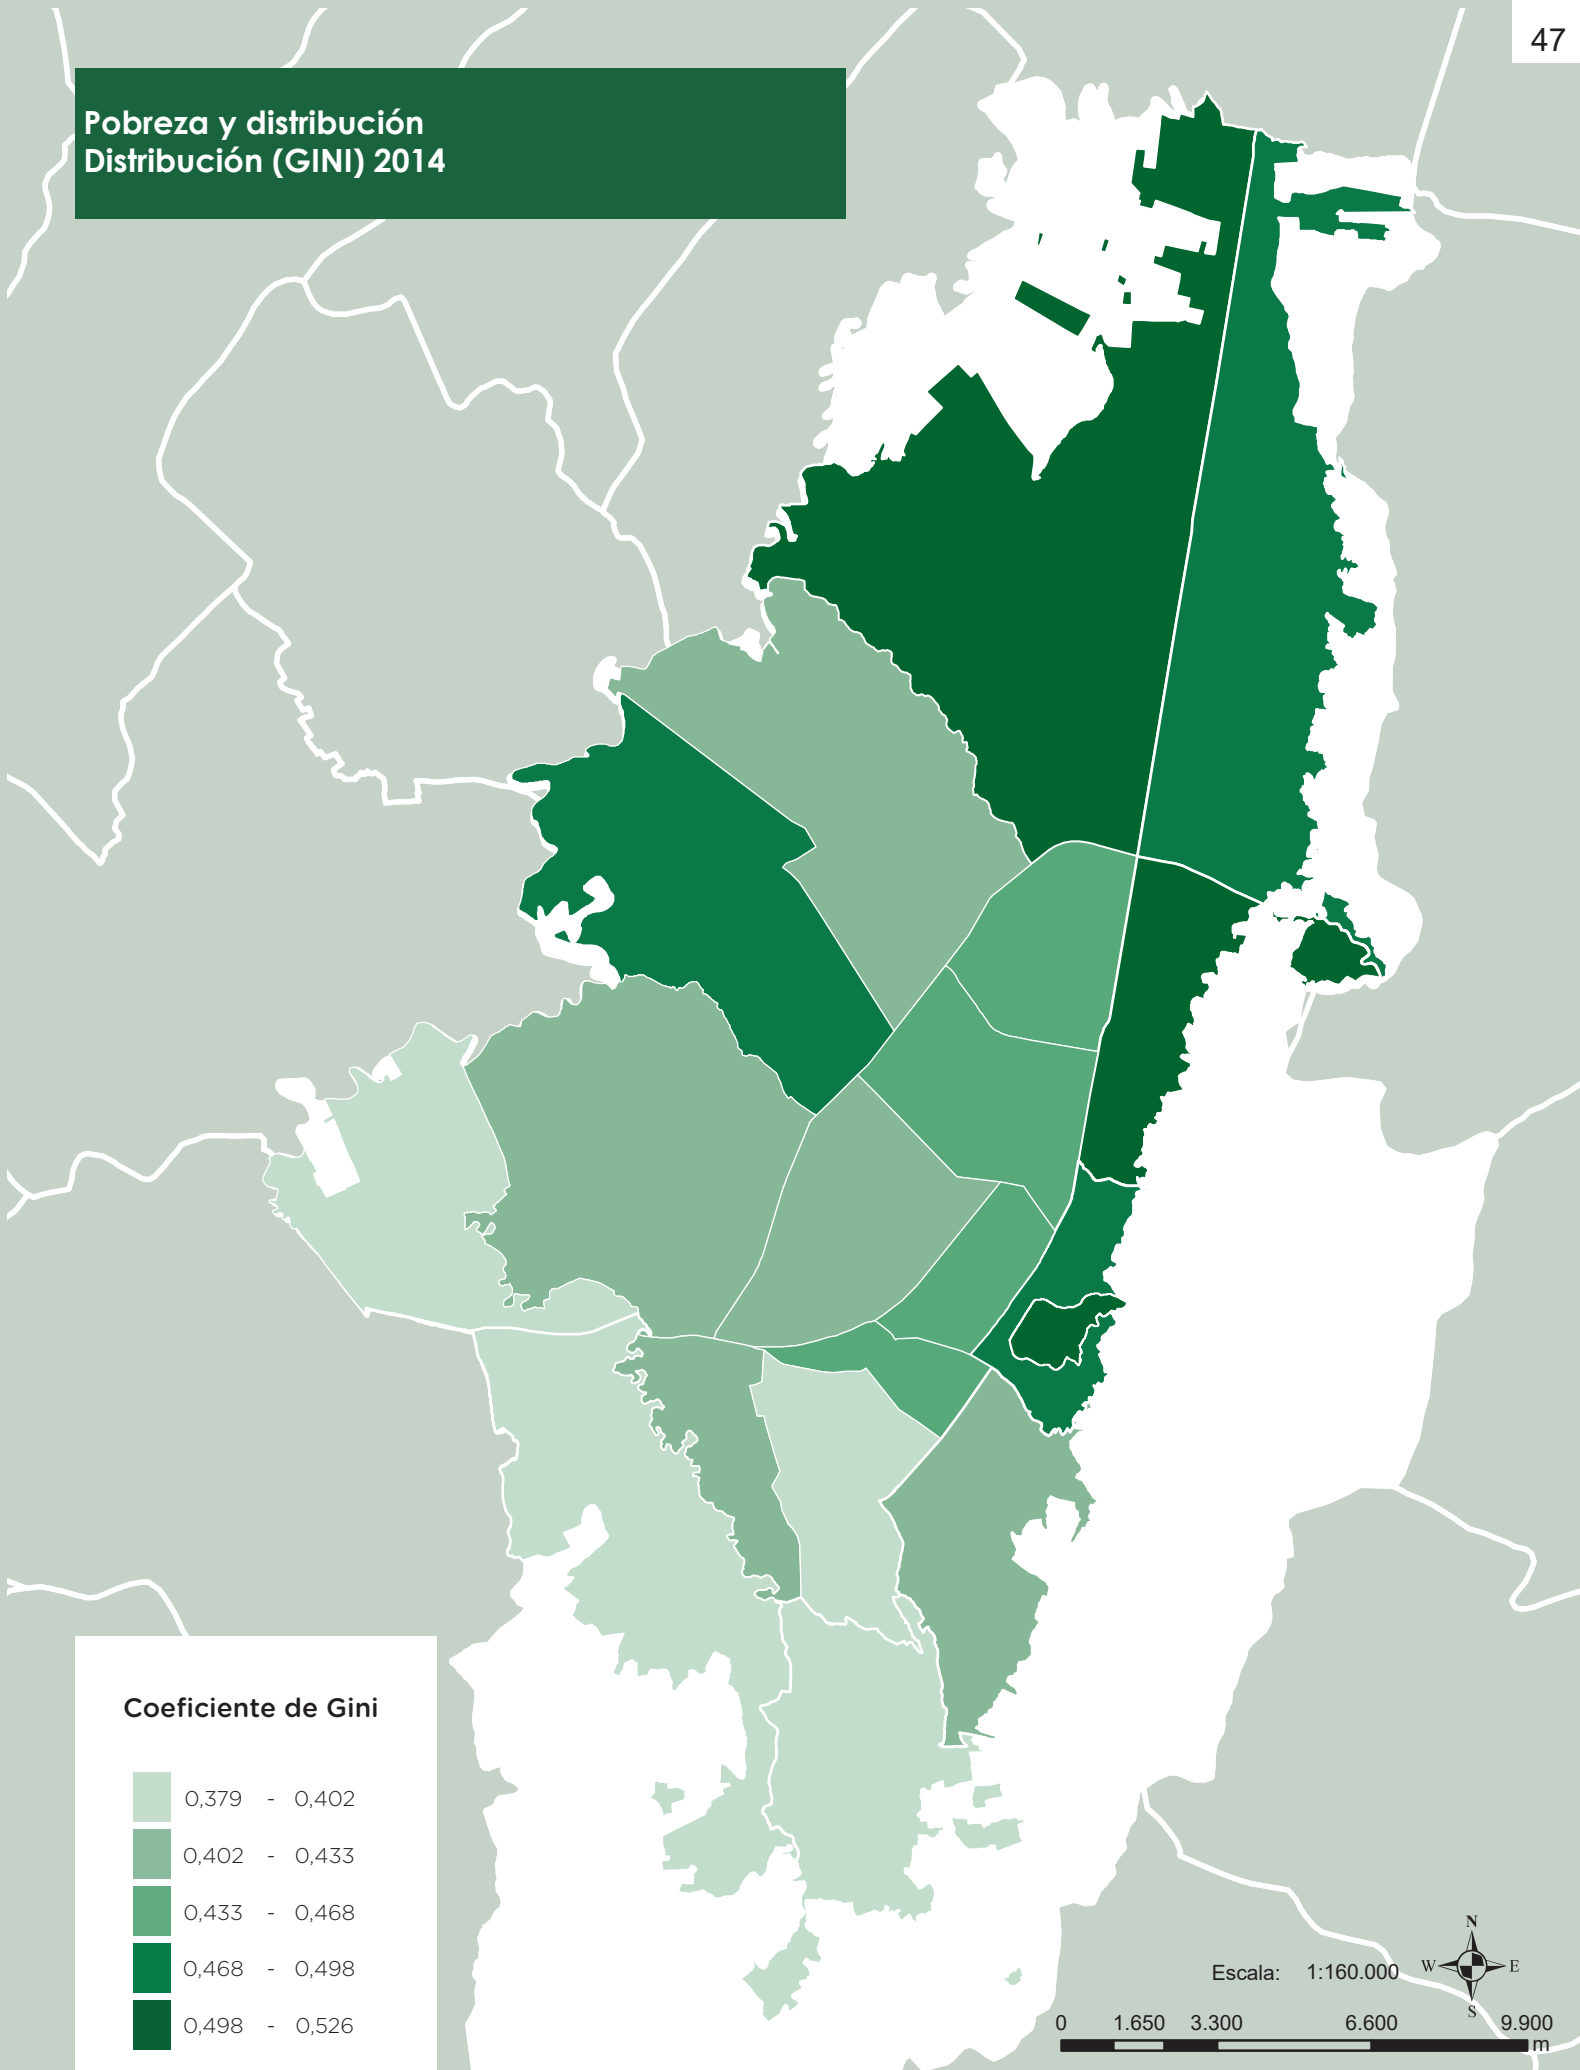 47
Pobreza y distribución
Distribución (GINI) 2014
Coeficiente de Gini
0,379 - 0,402
0,402 - 0,433
0,433 - 0,468
0,468 - 0,498
0,498 - 0,526
N
W E
S
Escala: 1:160.000
0 1.650 3.300 6.600 9.900
m